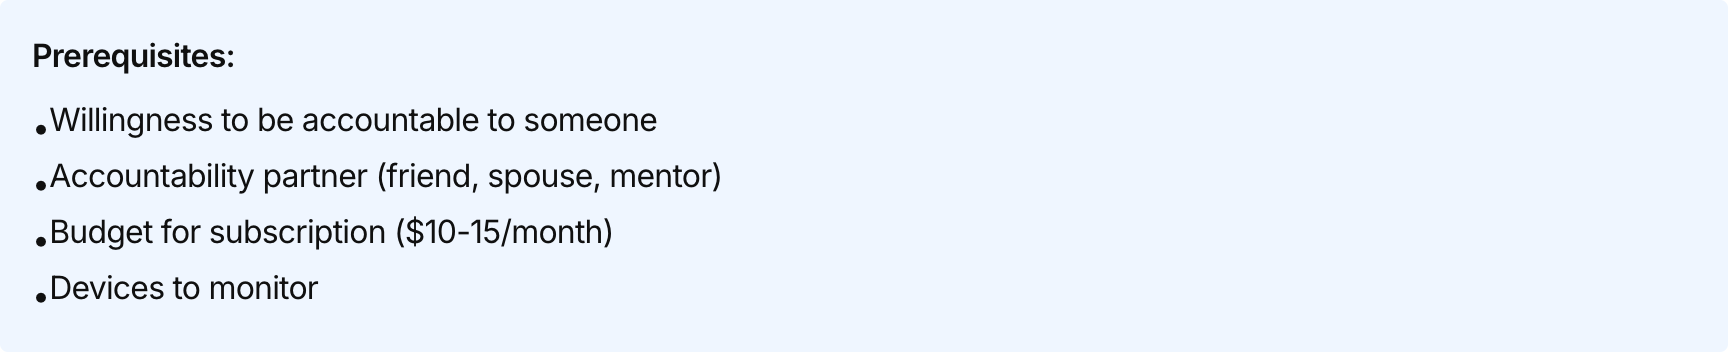 Prerequisites:
•Willingness to be accountable to someone
•Accountability partner (friend, spouse, mentor)
•Budget for subscription ($10-15/month)
•Devices to monitor